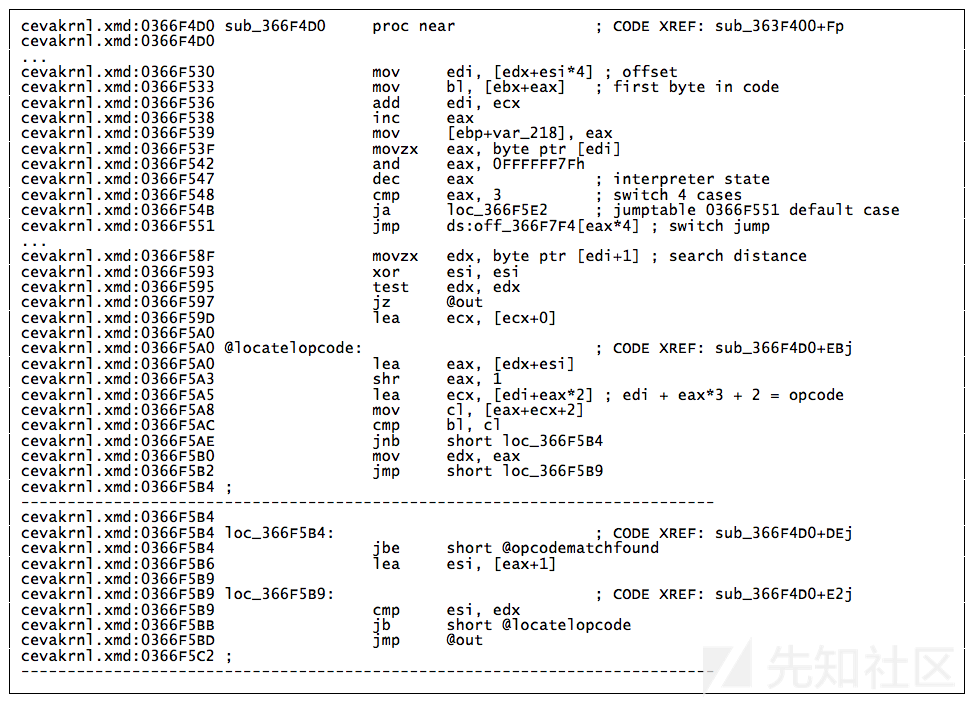 cevakrnl.xmd:0366F4D0 sub_366F4D0     proc near               ; CODE XREF: sub_363F400+Fp
cevakrnl.xmd:0366F4D0
...
cevakrnl.xmd:0366F530                 mov     edi, [edx+esi*4] ; offset
cevakrnl.xmd:0366F533                 mov     bl, [ebx+eax]   ; first byte in code
cevakrnl.xmd:0366F536                 add     edi, ecx
cevakrnl.xmd:0366F538                 inc     eax
cevakrnl.xmd:0366F539                 mov     [ebp+var_218], eax
cevakrnl.xmd:0366F53F                 movzx   eax, byte ptr [edi]
cevakrnl.xmd:0366F542                 and     eax, 0FFFFFF7Fh
cevakrnl.xmd:0366F547                 dec     eax             ; interpreter state
cevakrnl.xmd:0366F548                 cmp     eax, 3          ; switch 4 cases
cevakrnl.xmd:0366F54B                 ja      loc_366F5E2     ; jumptable 0366F551 default case
cevakrnl.xmd:0366F551                 jmp     ds:off_366F7F4[eax*4] ; switch jump
...
cevakrnl.xmd:0366F58F                 movzx   edx, byte ptr [edi+1] ; search distance
cevakrnl.xmd:0366F593                 xor     esi, esi
cevakrnl.xmd:0366F595                 test    edx, edx
cevakrnl.xmd:0366F597                 jz      @out
cevakrnl.xmd:0366F59D                 lea     ecx, [ecx+0]
cevakrnl.xmd:0366F5A0
cevakrnl.xmd:0366F5A0 @locatelopcode:                         ; CODE XREF: sub_366F4D0+EBj
cevakrnl.xmd:0366F5A0                 lea     eax, [edx+esi]
cevakrnl.xmd:0366F5A3                 shr     eax, 1
cevakrnl.xmd:0366F5A5                 lea     ecx, [edi+eax*2] ; edi + eax*3 + 2 = opcode
cevakrnl.xmd:0366F5A8                 mov     cl, [eax+ecx+2]
cevakrnl.xmd:0366F5AC                 cmp     bl, cl
cevakrnl.xmd:0366F5AE                 jnb     short loc_366F5B4
cevakrnl.xmd:0366F5B0                 mov     edx, eax
cevakrnl.xmd:0366F5B2                 jmp     short loc_366F5B9
cevakrnl.xmd:0366F5B4 ;
---------------------------------------------------------------------------
cevakrnl.xmd:0366F5B4
cevakrnl.xmd:0366F5B4 loc_366F5B4:                            ; CODE XREF: sub_366F4D0+DEj
cevakrnl.xmd:0366F5B4                 jbe     short @opcodematchfound
cevakrnl.xmd:0366F5B6                 lea     esi, [eax+1]
cevakrnl.xmd:0366F5B9
cevakrnl.xmd:0366F5B9 loc_366F5B9:                            ; CODE XREF: sub_366F4D0+E2j
cevakrnl.xmd:0366F5B9                 cmp     esi, edx
cevakrnl.xmd:0366F5BB                 jb      short @locatelopcode
cevakrnl.xmd:0366F5BD                 jmp     @out
cevakrnl.xmd:0366F5C2 ;
---------------------------------------------------------------------------
先知社区